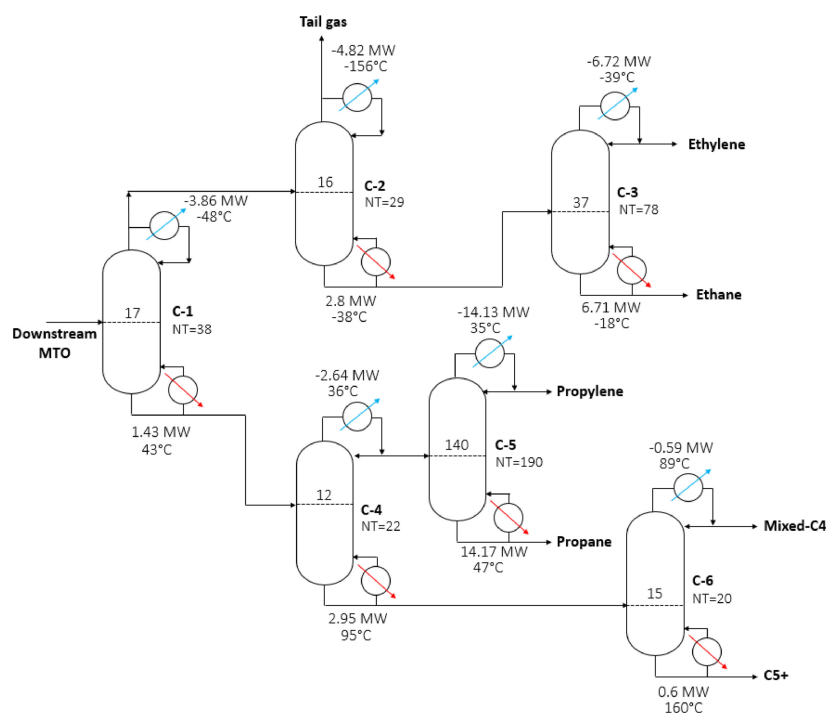 Tail gas
-4.82 MW
-156°C
-6.72 MW
-39°C
Ethylene
16
C-2
NT=29
37
C-3
NT=78
-3.86 MW
-48°C
2.8 MW
-38°C
6.71 MW
-18°C
Ethane
17
C-1
NT=38
Downstream
MTO
1.43 MW
43°C
-14.13 MW
35°C
Propylene
-2.64 MW
36°C
140
C-5
NT=190
12
C-4
NT=22
14.17 MW
47°C
Propane
-0.59 MW
89°C
Mixed-C4
2.95 MW
95°C
15
C-6
NT=20
0.6 MW
160°C
C5+